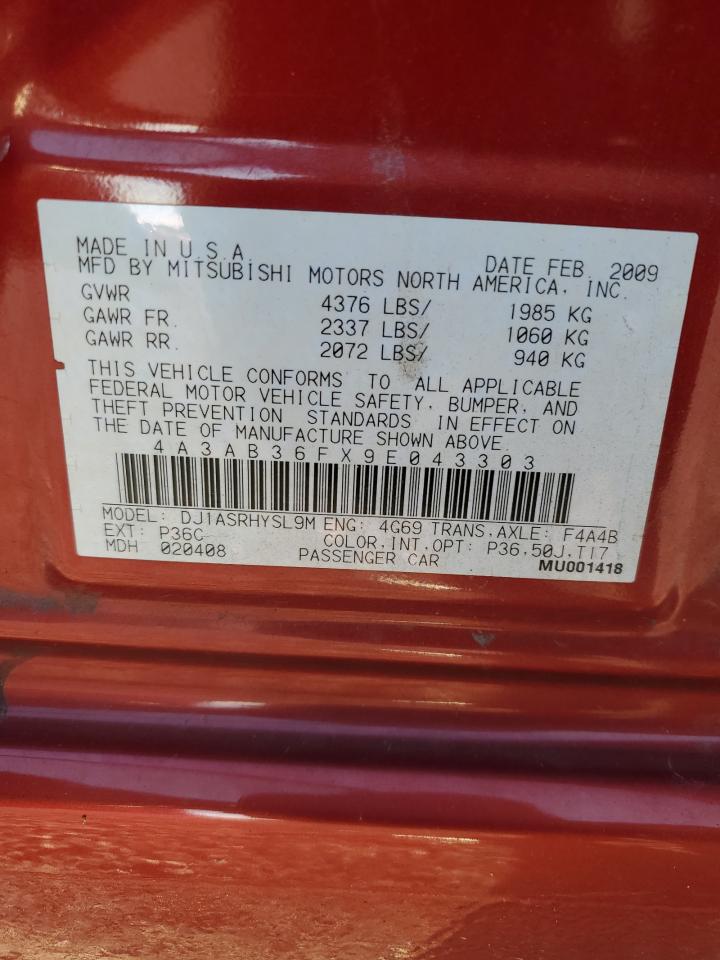 MADE IN U.S.A. DATE FEB. 2009
MFD BY MITSUBISHI MOTORS NORTH AMERICA, INC.
GVWR 4376 LBS/ 1985 KG
GAWR FR. 2337 LBS/ 1060 KG
GAWR RR. 2072 LBS/ 940 KG
THIS VEHICLE CONFORMS TO ALL APPLICABLE
FEDERAL MOTOR VEHICLE SAFETY, BUMPER, AND
THEFT PREVENTION STANDARDS IN EFFECT ON
THE DATE OF MANUFACTURE SHOWN ABOVE.
4A3AB36FX9E043303
MODEL: DJ1ASRHYSL9M ENG: 4G69 TRANS.AXLE: F4A4B
EXT: P36C COLOR.INT.OPT: P36.50J.T17
MDH 020408 PASSENGER CAR MU001418